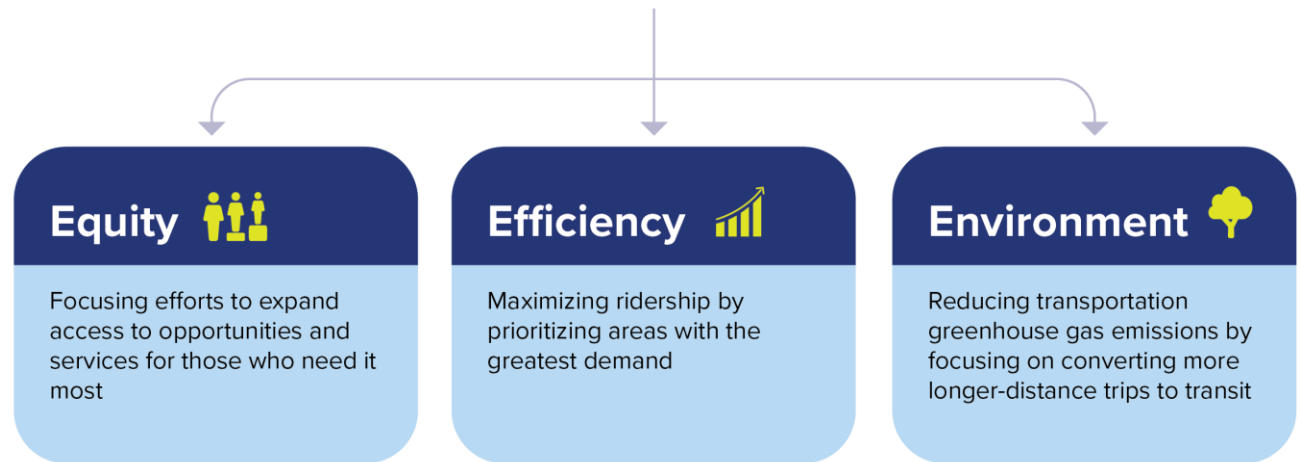 Equity
Focusing efforts to expand
access to opportunities and
services for those who need it
most
Efficiency
Maximizing ridership by
prioritizing areas with the
greatest demand
Environment
Reducing transportation
greenhouse gas emissions by
focusing on converting more
longer-distance trips to transit